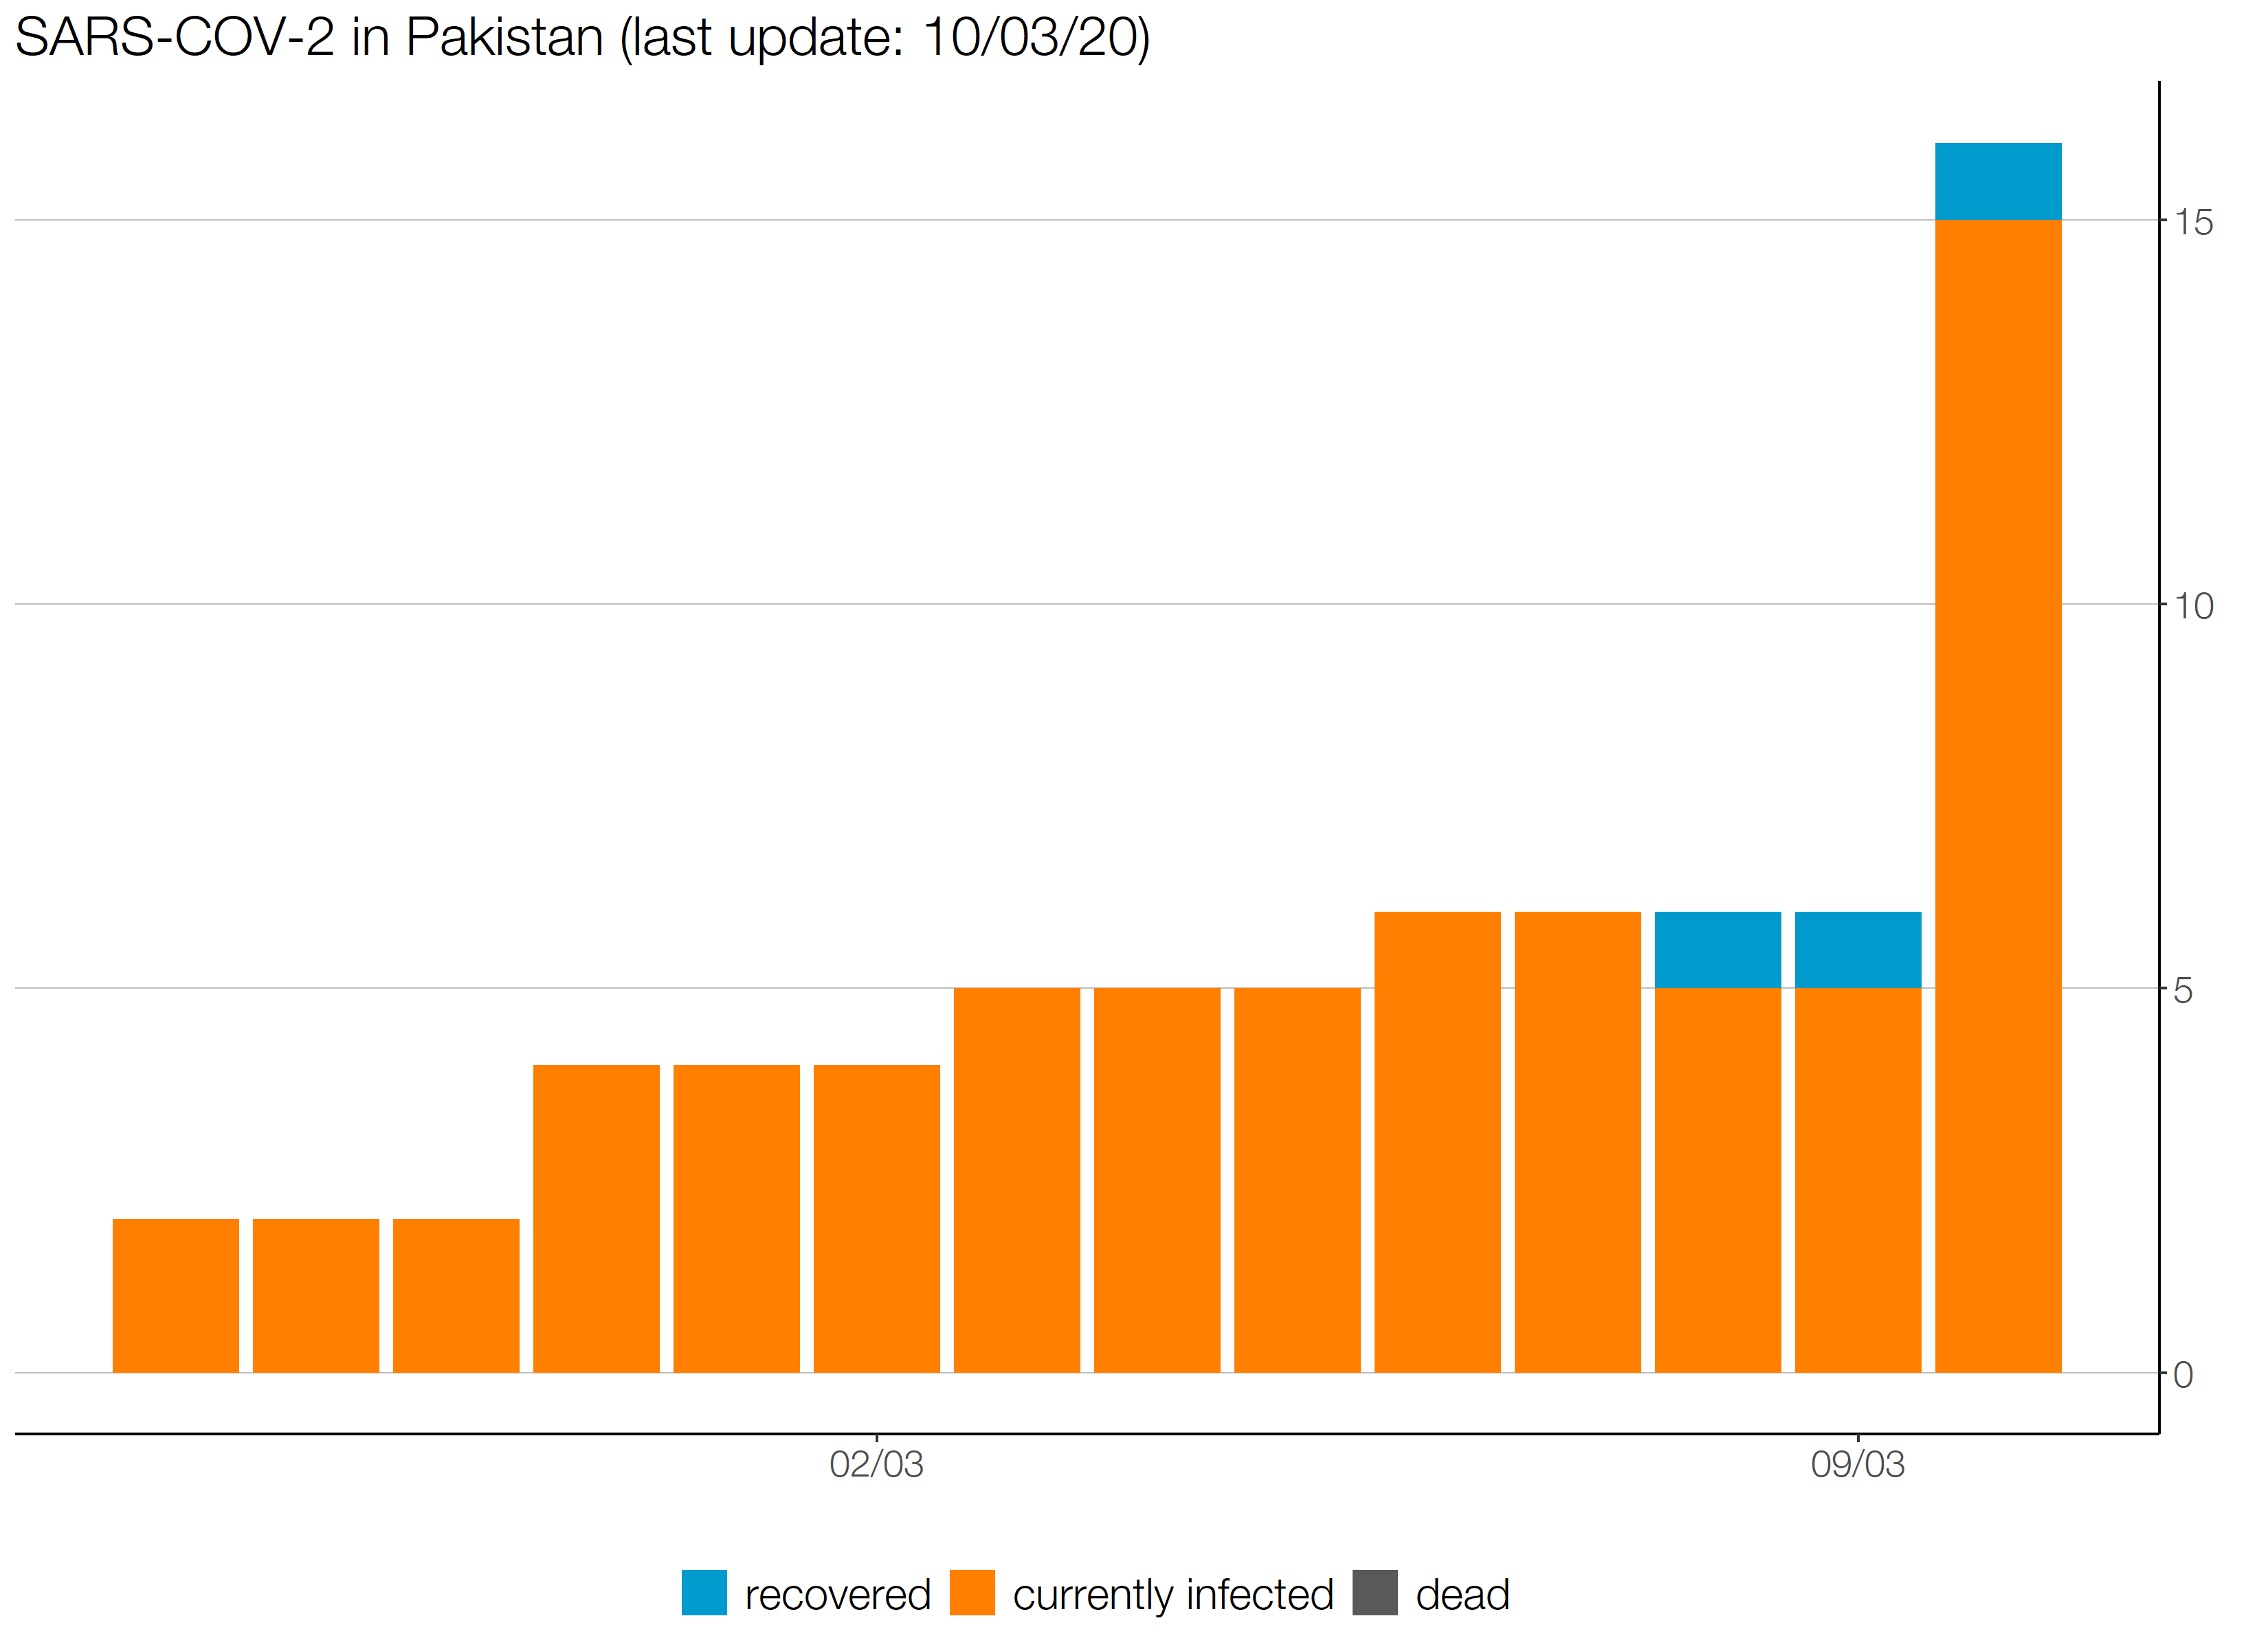 SARS-COV-2 in Pakistan (last update: 10/03/20)
15
10
5
0
02/03 09/03
recovered currently infected dead